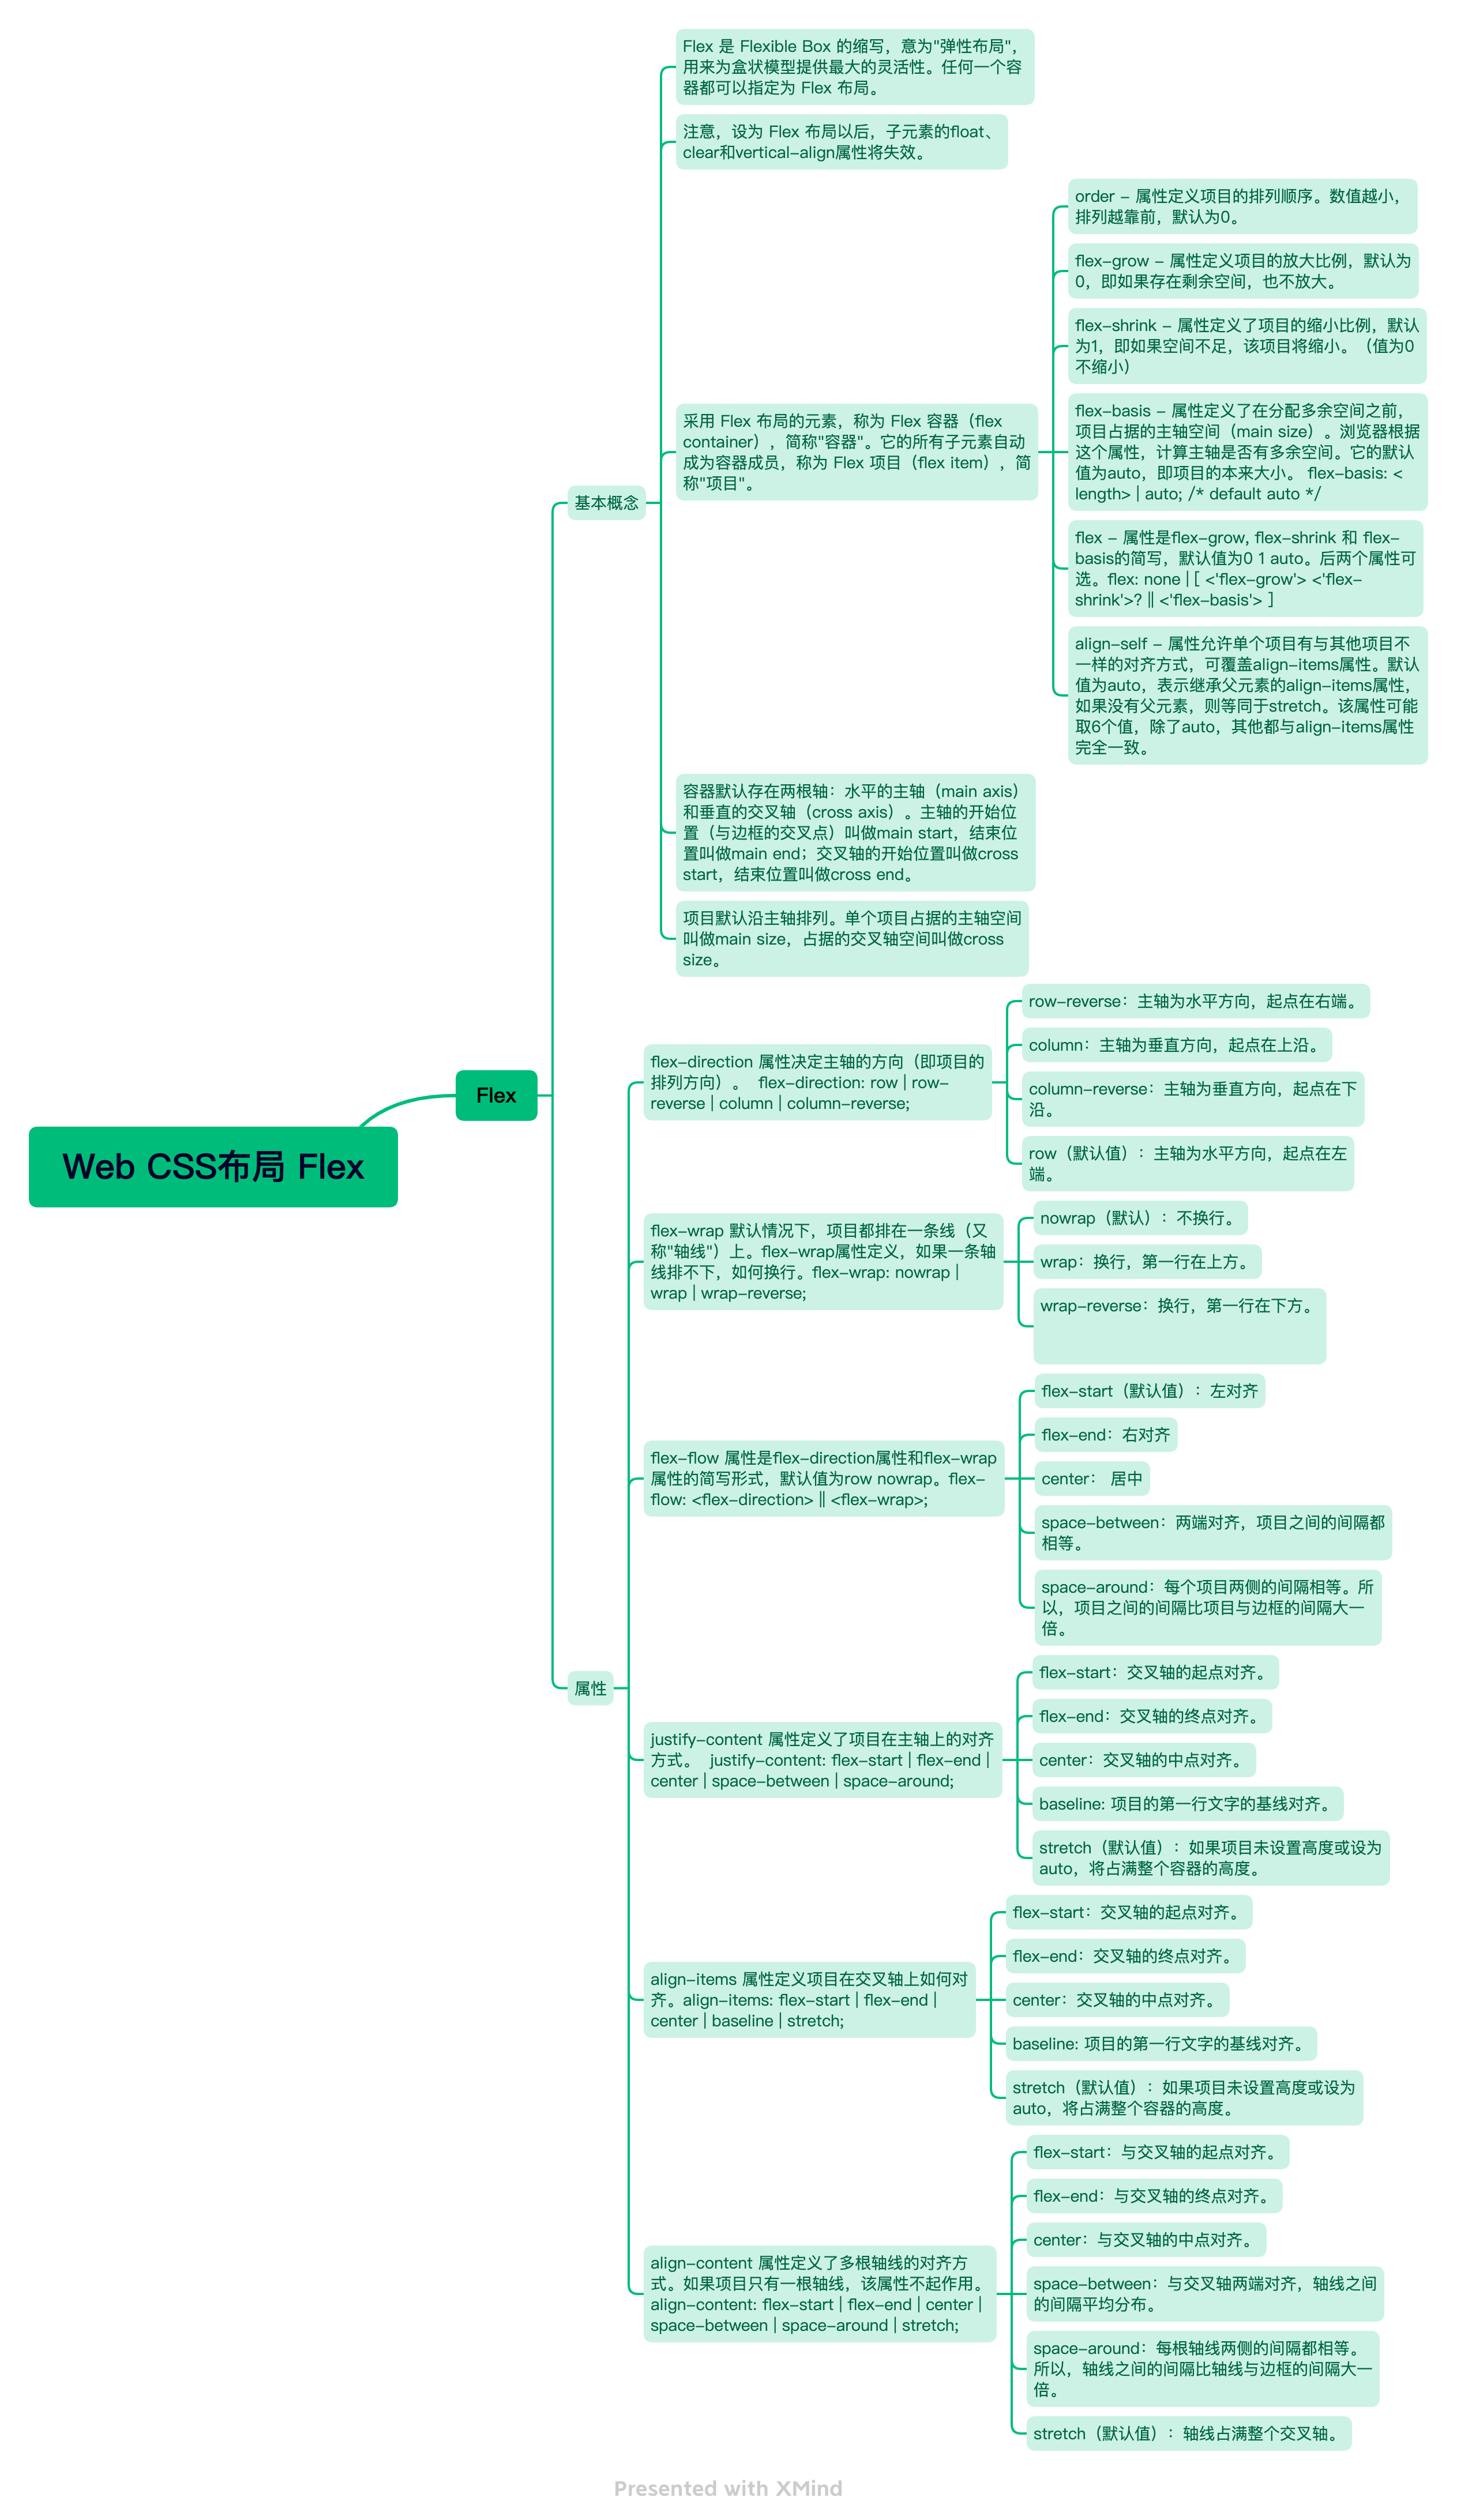 Web CSS布局 Flex
Flex
基本概念
Flex 是 Flexible Box 的缩写，意为"弹性布局"，
用来为盒状模型提供最大的灵活性。任何一个容
器都可以指定为 Flex 布局。
注意，设为 Flex 布局以后，子元素的float、
clear和vertical-align属性将失效。
采用 Flex 布局的元素，称为 Flex 容器（flex
container），简称"容器"。它的所有子元素自动
成为容器成员，称为 Flex 项目（flex item），简
称"项目"。
order - 属性定义项目的排列顺序。数值越小，
排列越靠前，默认为0。
flex-grow - 属性定义项目的放大比例，默认为
0，即如果存在剩余空间，也不放大。
flex-shrink - 属性定义了项目的缩小比例，默认
为1，即如果空间不足，该项目将缩小。（值为0
不缩小）
flex-basis - 属性定义了在分配多余空间之前，
项目占据的主轴空间（main size）。浏览器根据
这个属性，计算主轴是否有多余空间。它的默认
值为auto，即项目的本来大小。 flex-basis: <
length> | auto; /* default auto */
flex - 属性是flex-grow, flex-shrink 和 flex-
basis的简写，默认值为0 1 auto。后两个属性可
选。flex: none | [ <'flex-grow'> <'flex-
shrink'>? || <'flex-basis'> ]
align-self - 属性允许单个项目有与其他项目不
一样的对齐方式，可覆盖align-items属性。默认
值为auto，表示继承父元素的align-items属性，
如果没有父元素，则等同于stretch。该属性可能
取6个值，除了auto，其他都与align-items属性
完全一致。
容器默认存在两根轴：水平的主轴（main axis）
和垂直的交叉轴（cross axis）。主轴的开始位
置（与边框的交叉点）叫做main start，结束位
置叫做main end；交叉轴的开始位置叫做cross
start，结束位置叫做cross end。
项目默认沿主轴排列。单个项目占据的主轴空间
叫做main size，占据的交叉轴空间叫做cross
size。
属性
flex-direction 属性决定主轴的方向（即项目的
排列方向）。 flex-direction: row | row-
reverse | column | column-reverse;
row-reverse：主轴为水平方向，起点在右端。
column：主轴为垂直方向，起点在上沿。
column-reverse：主轴为垂直方向，起点在下
沿。
row（默认值）：主轴为水平方向，起点在左
端。
flex-wrap 默认情况下，项目都排在一条线（又
称"轴线"）上。flex-wrap属性定义，如果一条轴
线排不下，如何换行。flex-wrap: nowrap |
wrap | wrap-reverse;
nowrap（默认）：不换行。
wrap：换行，第一行在上方。
wrap-reverse：换行，第一行在下方。
flex-flow 属性是flex-direction属性和flex-wrap
属性的简写形式，默认值为row nowrap。flex-
flow: <flex-direction> || <flex-wrap>;
flex-start（默认值）：左对齐
flex-end：右对齐
center： 居中
space-between：两端对齐，项目之间的间隔都
相等。
space-around：每个项目两侧的间隔相等。所
以，项目之间的间隔比项目与边框的间隔大一
倍。
justify-content 属性定义了项目在主轴上的对齐
方式。 justify-content: flex-start | flex-end |
center | space-between | space-around;
flex-start：交叉轴的起点对齐。
flex-end：交叉轴的终点对齐。
center：交叉轴的中点对齐。
baseline: 项目的第一行文字的基线对齐。
stretch（默认值）：如果项目未设置高度或设为
auto，将占满整个容器的高度。
align-items 属性定义项目在交叉轴上如何对
齐。align-items: flex-start | flex-end |
center | baseline | stretch;
flex-start：交叉轴的起点对齐。
flex-end：交叉轴的终点对齐。
center：交叉轴的中点对齐。
baseline: 项目的第一行文字的基线对齐。
stretch（默认值）：如果项目未设置高度或设为
auto，将占满整个容器的高度。
align-content 属性定义了多根轴线的对齐方
式。如果项目只有一根轴线，该属性不起作用。
align-content: flex-start | flex-end | center |
space-between | space-around | stretch;
flex-start：与交叉轴的起点对齐。
flex-end：与交叉轴的终点对齐。
center：与交叉轴的中点对齐。
space-between：与交叉轴两端对齐，轴线之间
的间隔平均分布。
space-around：每根轴线两侧的间隔都相等。
所以，轴线之间的间隔比轴线与边框的间隔大一
倍。
stretch（默认值）：轴线占满整个交叉轴。
Presented with XMind